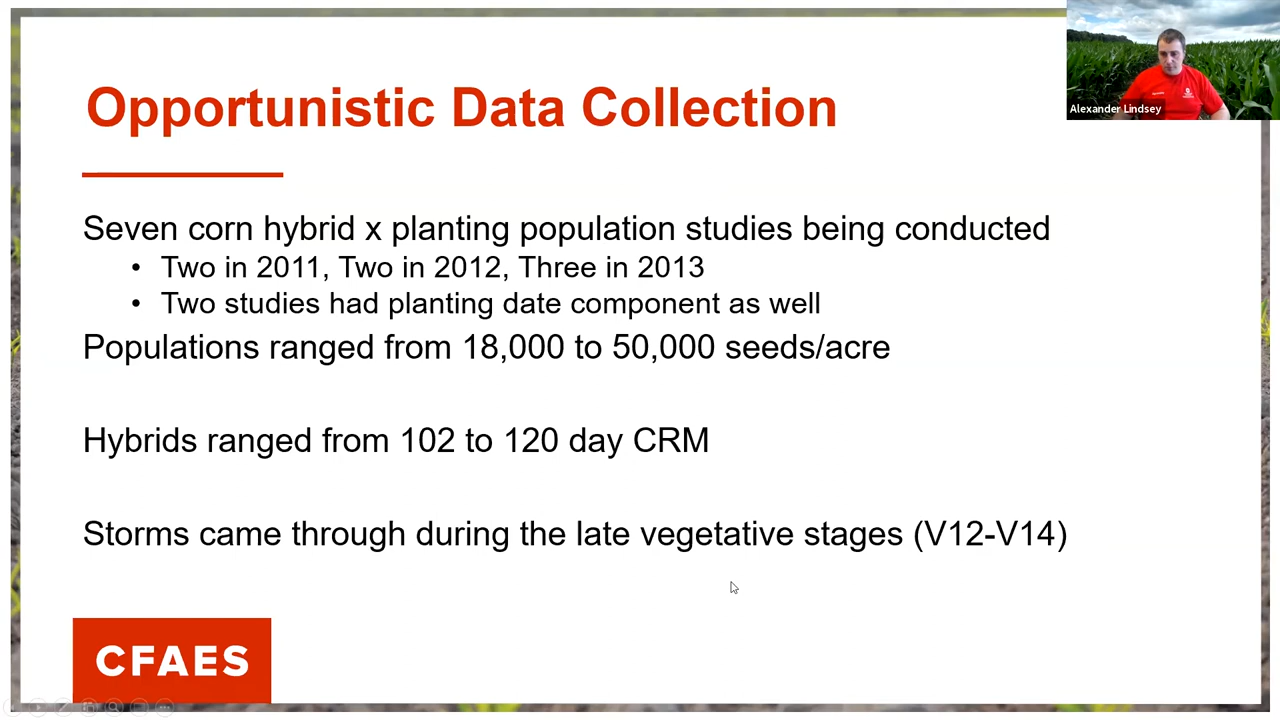 Opportunistic Data Collection
Alexander Lindsey
Seven corn hybrid x planting population studies being conducted
• Two in 2011, Two in 2012, Three in 2013
• Two studies had planting date component as well
Populations ranged from 18,000 to 50,000 seeds/acre
Hybrids ranged from 102 to 120 day CRM
Storms came through during the late vegetative stages (V12-V14)
CFAES